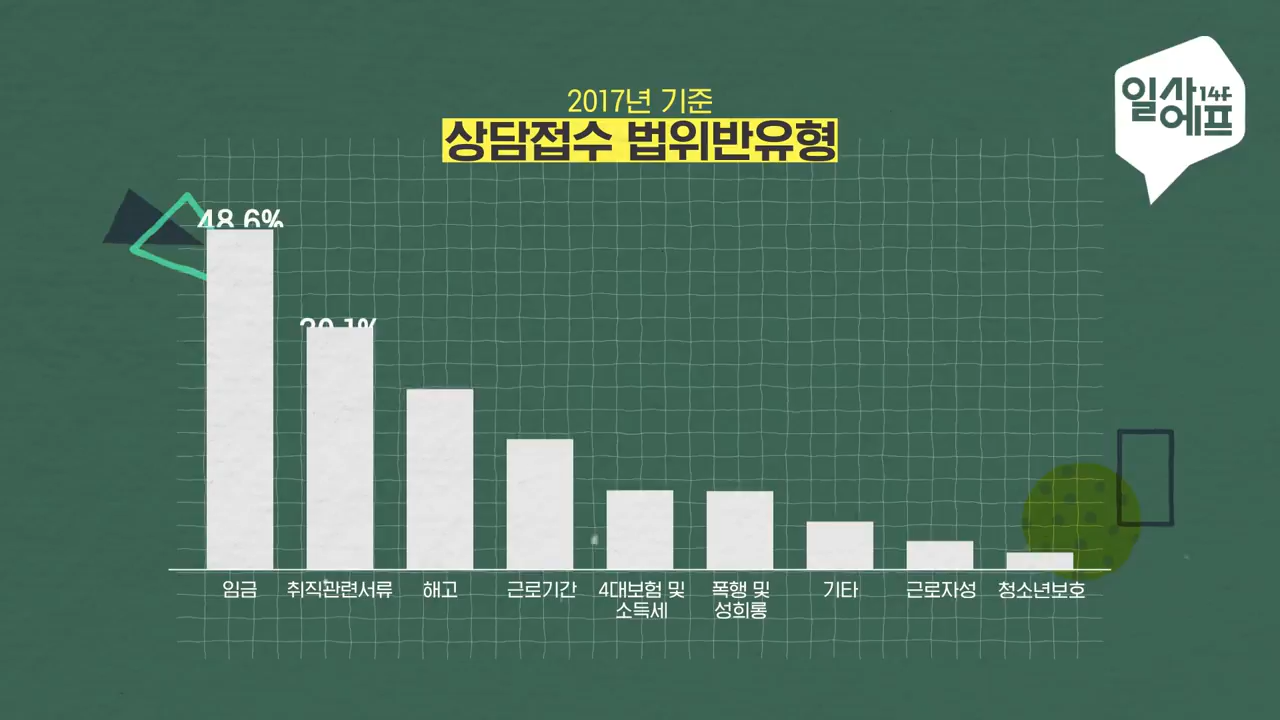 2017년 기준
상담접수 법위반유형
일사 14F
에프
48.6%
임금
취직관련서류
해고
근로기간
4대보험 및
소득세
폭행 및
성희롱
기타
근로자성
청소년보호